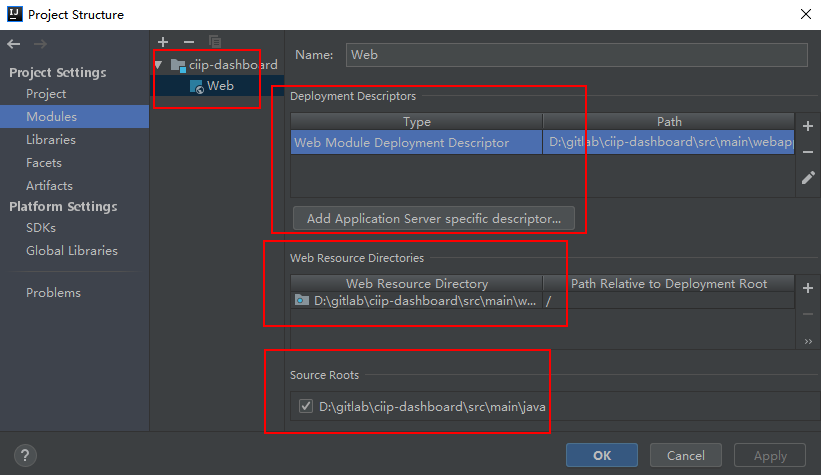 Project Structure
Project Settings
Project
Modules
Libraries
Facets
Artifacts
Platform Settings
SDKs
Global Libraries
Problems
ciip-dashboard
Web
Name: Web
Deployment Descriptors
Type Path
Web Module Deployment Descriptor D:\gitlab\ciip-dashboard\src\main\webapp
Add Application Server specific descriptor...
Web Resource Directories
Web Resource Directory Path Relative to Deployment Root
D:\gitlab\ciip-dashboard\src\main\w... /
Source Roots
D:\gitlab\ciip-dashboard\src\main\java
? OK Cancel Apply